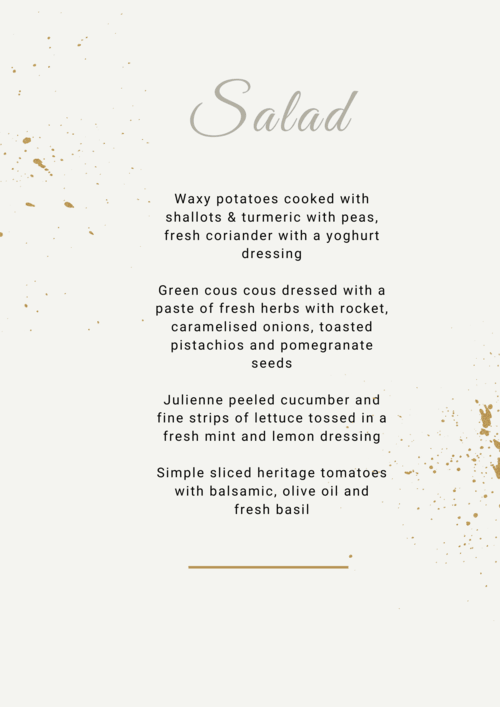 Salad
Waxy potatoes cooked with
shallots & turmeric with peas,
fresh coriander with a yoghurt
dressing
Green cous cous dressed with a
paste of fresh herbs with rocket,
caramelised onions, toasted
pistachios and pomegranate
seeds
Julienne peeled cucumber and
fine strips of lettuce tossed in a
fresh mint and lemon dressing
Simple sliced heritage tomatoes
with balsamic, olive oil and
fresh basil